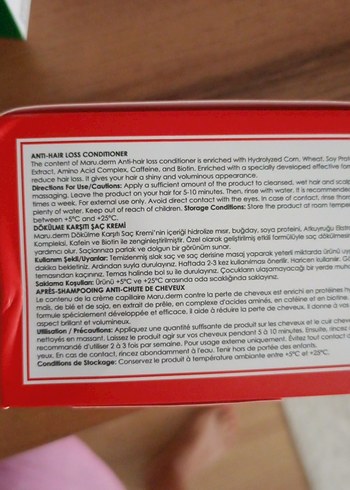 ANTI-HAIR LOSS CONDITIONER
The content of Maru.derm Anti-hair loss conditioner is enriched with Hydrolyzed Corn, Wheat, Soy Prot
Extract, Amino Acid Complex, Caffeine, and Biotin. Enriched with a specially developed effective for
reduce hair loss. It gives your hair a shiny and voluminous appearance.
Directions For Use/Cautions: Apply a sufficient amount of the product to cleansed, wet hair and scalp
massaging. Leave the product on your hair for 5-10 minutes. Then, rinse with water. It is recommended
times a week. For external use only. Avoid direct contact with the eyes. In case of contact, rinse thoro
plenty of water. Keep out of reach of children. Storage Conditions: Store the product at room temper
between +5°C and +25°C.
DÖKÜLME KARŞITI SAÇ KREMİ
Maru.derm Dökülme Karşıtı Saç Kremi'nin içeriği hidrolize mısır, buğday, soya proteini, Atkuyruğu Ekstr
Kompleksi, Kafein ve Biotin ile zenginleştirilmiştir. Özel olarak geliştirilmiş etkili formülüyle saç dökülmesi
yardımcı olur. Saçlarınıza parlak ve dolgun bir görünüm sunar.
Kullanım Şekli/Uyarılar: Temizlenmiş ıslak saç ve saç derisine masaj yaparak yeterli miktarda ürünü uy
dakika bekletiniz. Ardından suyla durulayınız. Haftada 2-3 kez kullanılması önerilir. Haricen kullanılır. Gö
temasından kaçınınız. Temas halinde bol su ile durulayınız. Çocukların ulaşamayacağı bir yerde muha
Saklama Koşulları: Ürünü +5°C ve +25°C arasında oda sıcaklığında saklayınız.
APRÈS-SHAMPOOING ANTI-CHUTE DE CHEVEUX
Le contenu de la crème capillaire Maru.derm contre la perte de cheveux est enrichi en protéines h
maïs, de blé et de soja, en extrait de prêle, en complexe d'acides aminés, en caféine et en biotine.
formule spécialement développée et efficace, il aide à réduire la perte de cheveux. Il donne à vos
aspect brillant et volumineux.
Utilisation / Précautions: Appliquez une quantité suffisante de produit sur les cheveux et le cuir cheve
nettoyés en massant. Laissez le produit agir sur vos cheveux pendant 5 à 10 minutes. Ensuite, rincez
recommandé d'utiliser 2 à 3 fois par semaine. Pour usage externe uniquement. Évitez tout contact
yeux. En cas de contact, rincez abondamment à l'eau. Tenir hors de portée des enfants.
Conditions de Stockage: Conservez le produit à température ambiante entre +5°C et +25°C.